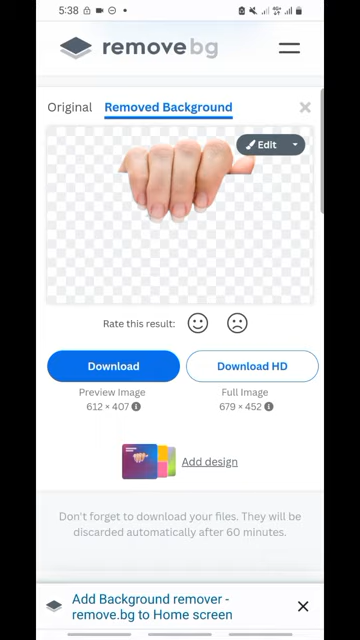 5:38
removebg
Original Removed Background
Edit
Rate this result:
Download Download HD
Preview Image Full Image
612 × 407 679 × 452
Add design
Don't forget to download your files. They will be
discarded automatically after 60 minutes.
Add Background remover -
remove.bg to Home screen